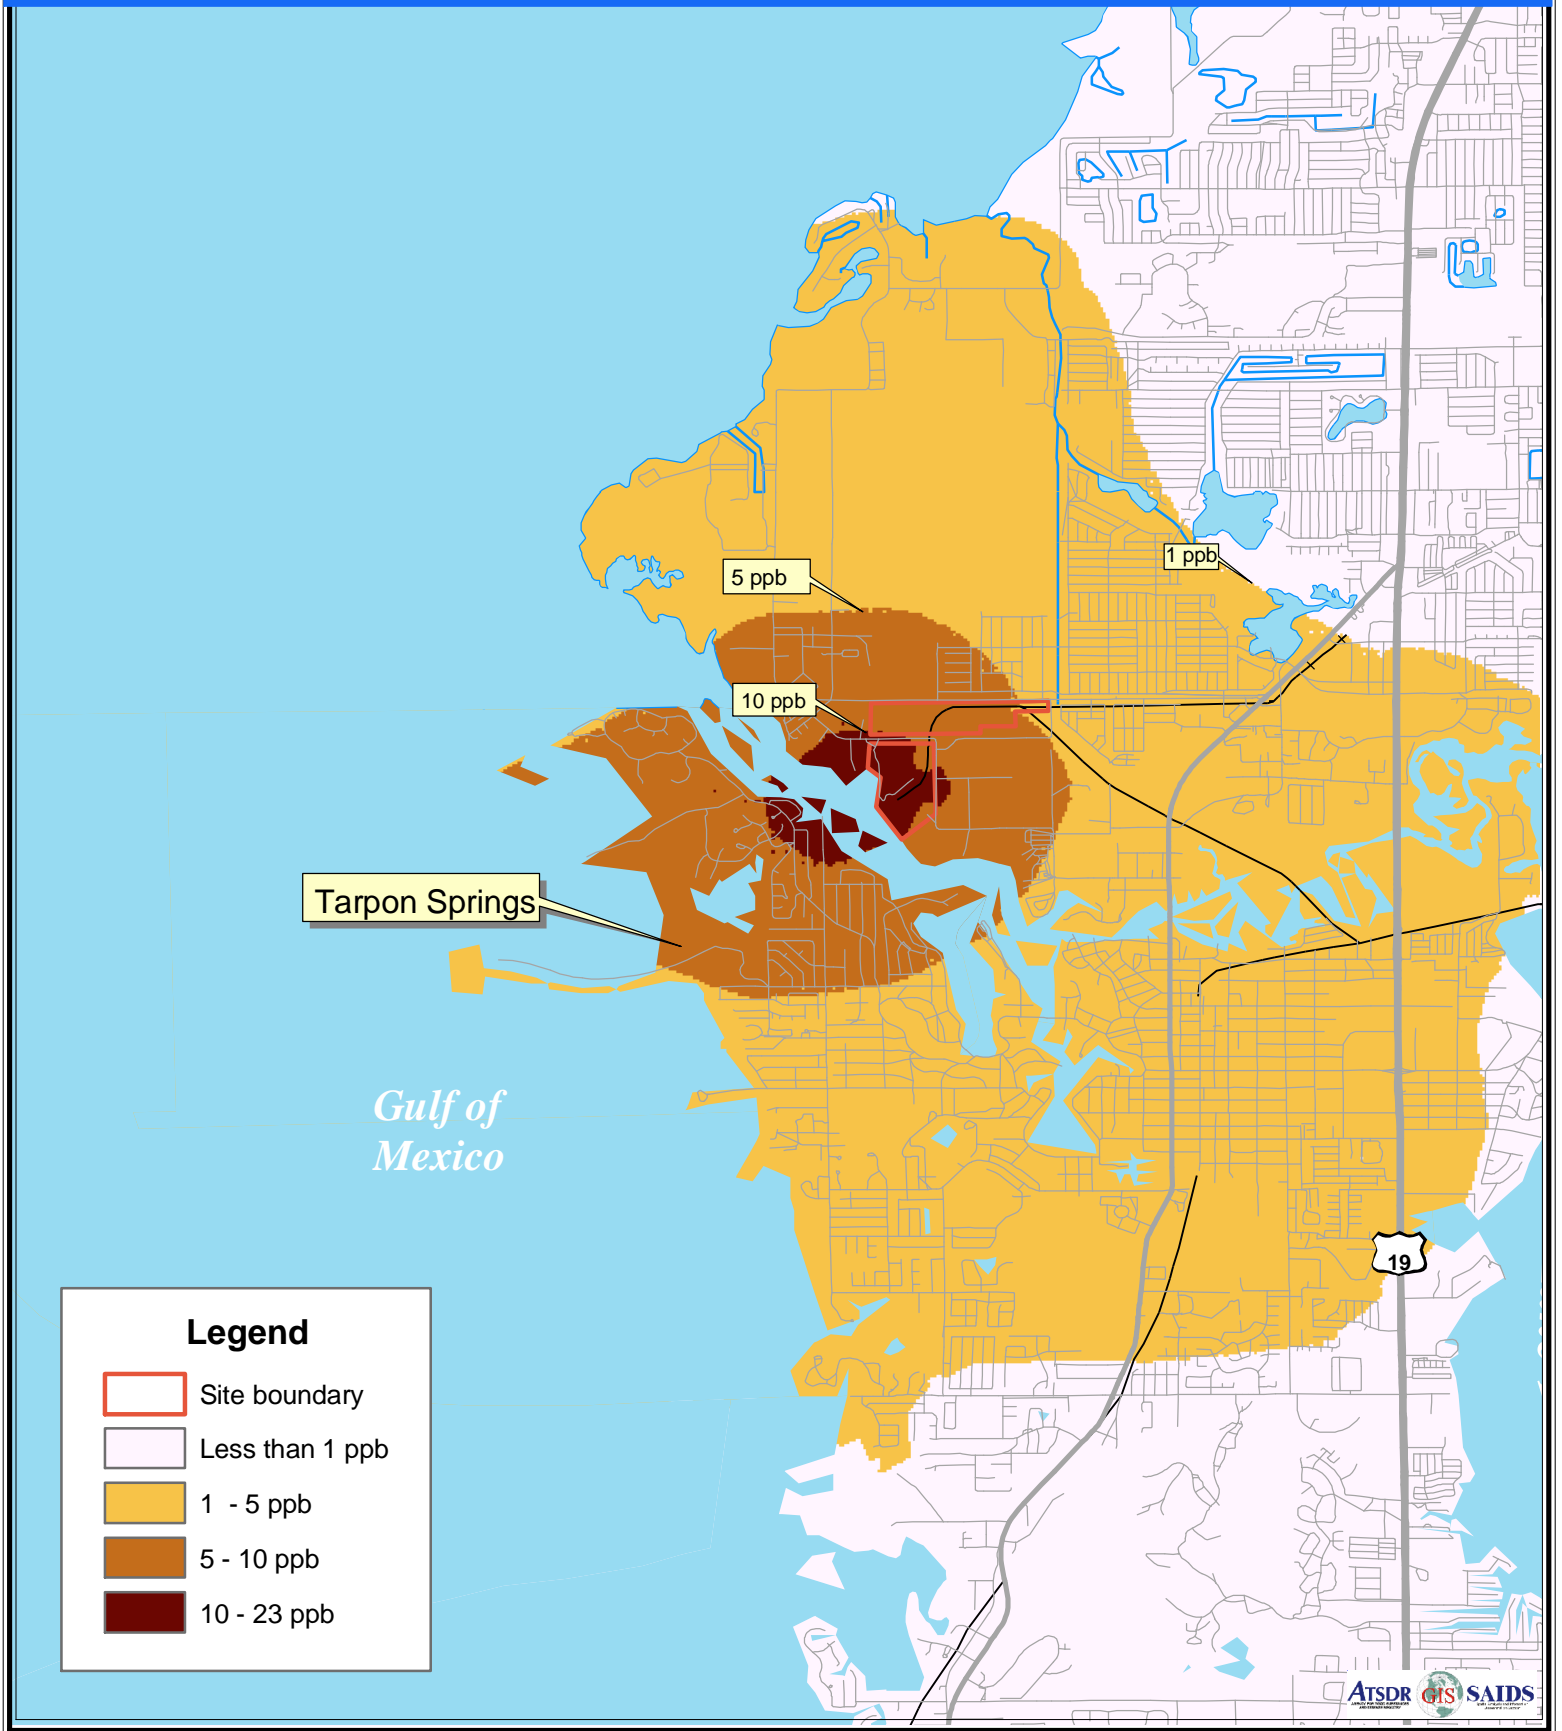 1 ppb
5 ppb
10 ppb
Tarpon Springs
Gulf of
Mexico
19
Legend
Site boundary
Less than 1 ppb
1 - 5 ppb
5 - 10 ppb
10 - 23 ppb
ATSDR GIS SAIDS